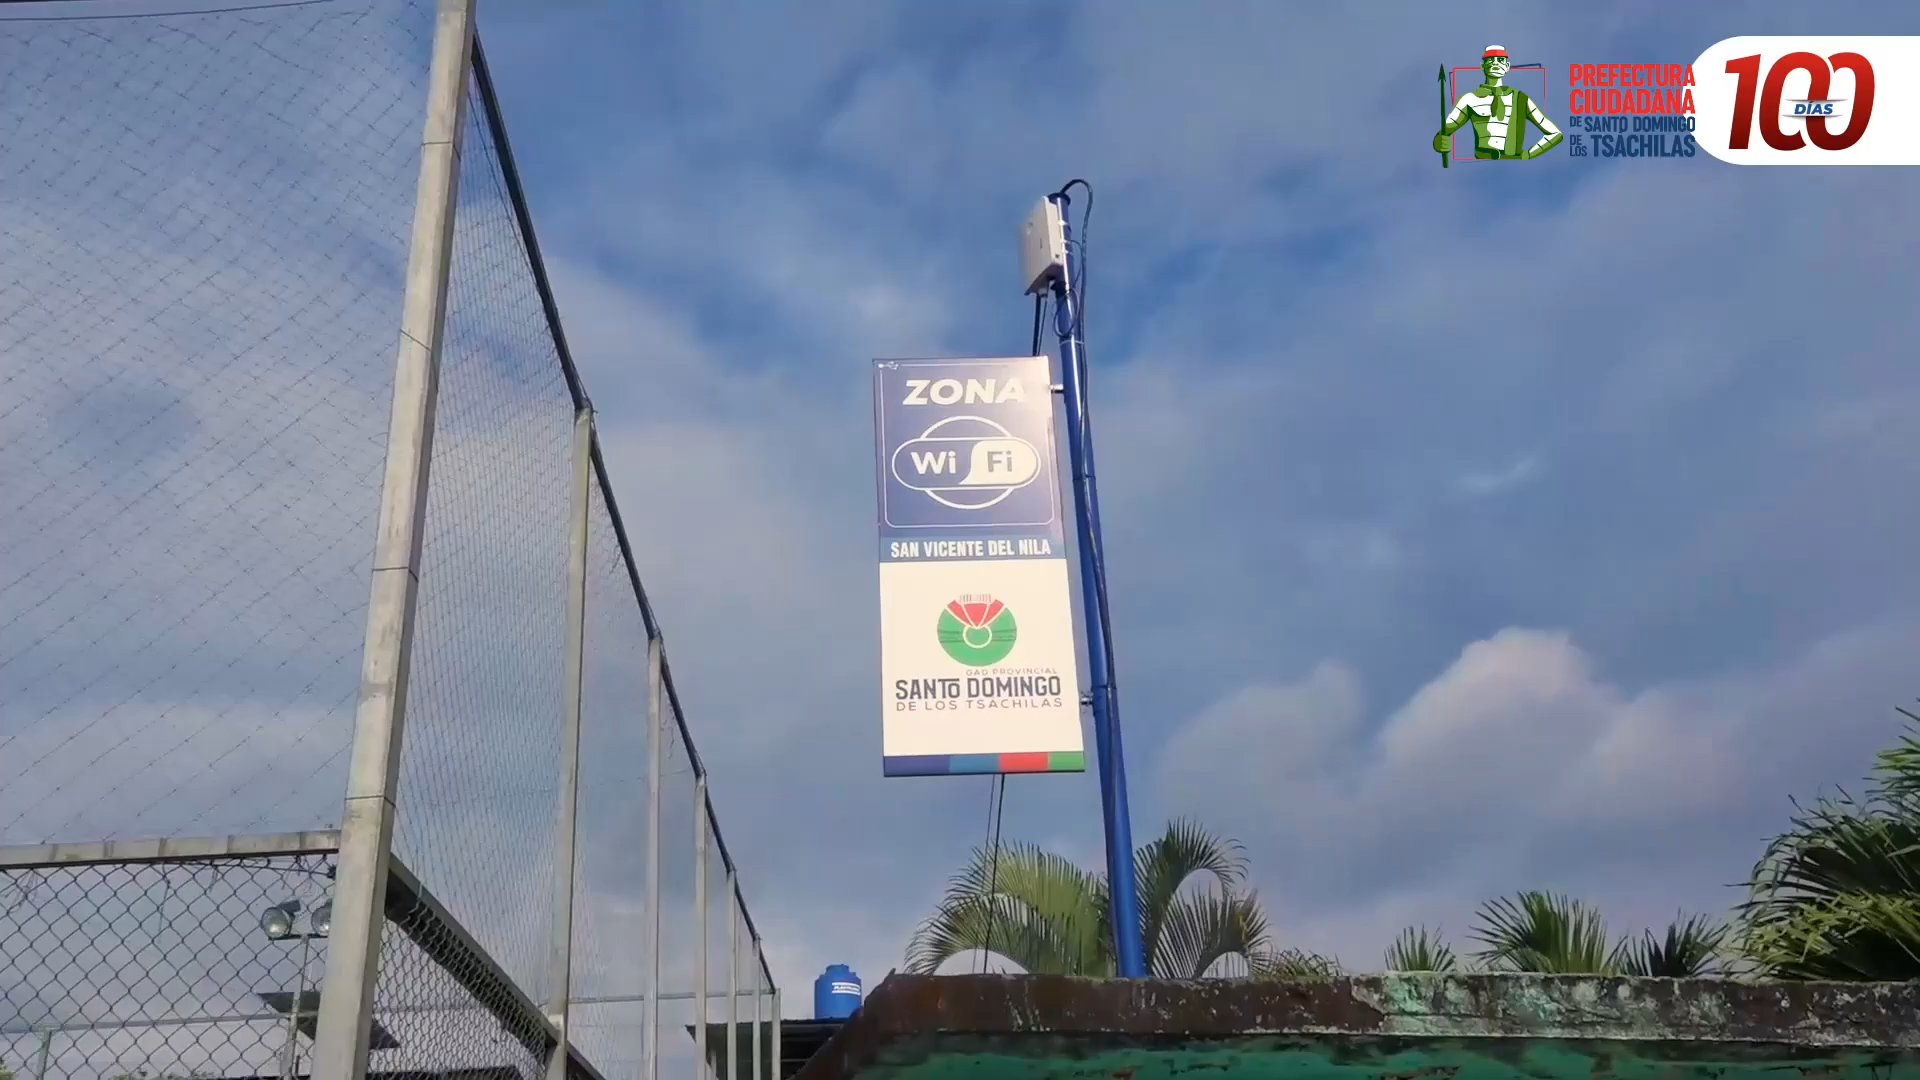 PREFECTURA
CIUDADANA
DE SANTO DOMINGO
DE LOS TSACHILAS
100
DÍAS
ZONA
Wi Fi
SAN VICENTE DEL NILA
GAD PROVINCIAL
SANTO DOMINGO
DE LOS TSACHILAS